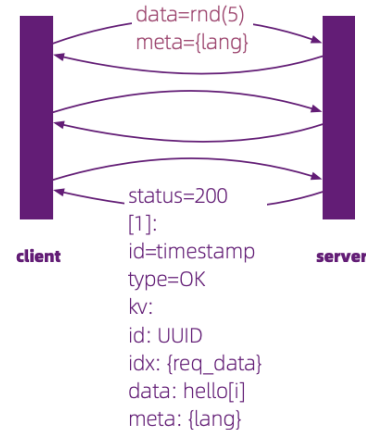 data=rnd(5)
meta={lang}
status=200
[1]:
id=timestamp
type=OK
kv:
id: UUID
idx: {req_data}
data: hello[i]
meta: {lang}
client
server